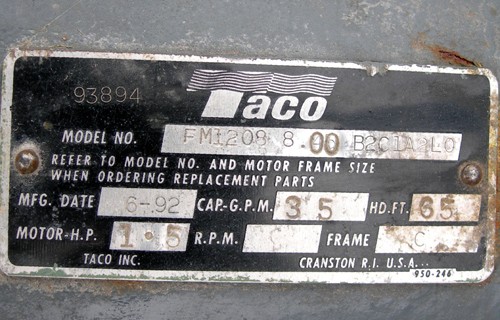 93894
Taco
MODEL NO. FM1208 8.00 B2C1A L0
REFER TO MODEL NO. AND MOTOR FRAME SIZE
WHEN ORDERING REPLACEMENT PARTS
MFG. DATE 6-92 CAP.-G.P.M. 35 HD.FT. 65
MOTOR-H.P. 1.5 R.P.M. FRAME C
TACO INC. CRANSTON R.I. U.S.A.
950-246